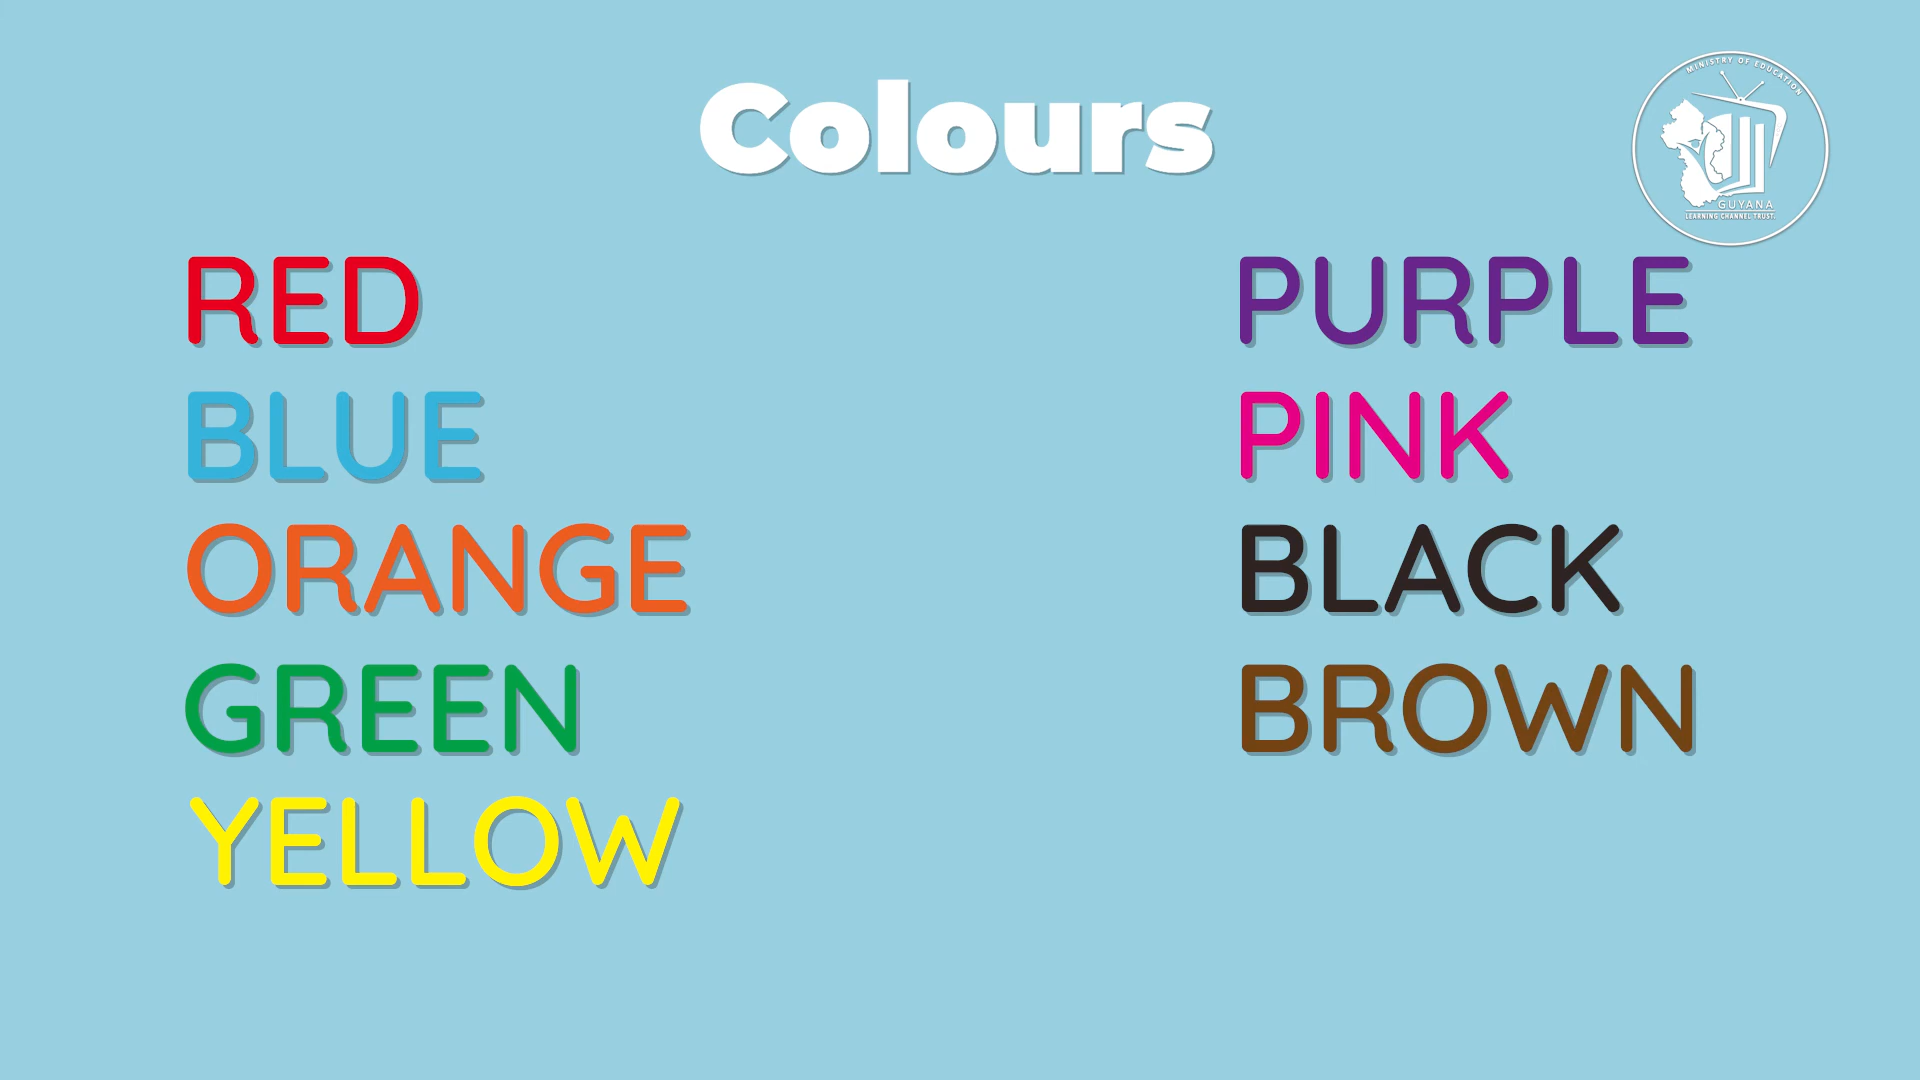 Colours
MINISTRY OF EDUCATION
GUYANA
LEARNING CHANNEL TRUST.
RED
BLUE
ORANGE
GREEN
YELLOW
PURPLE
PINK
BLACK
BROWN